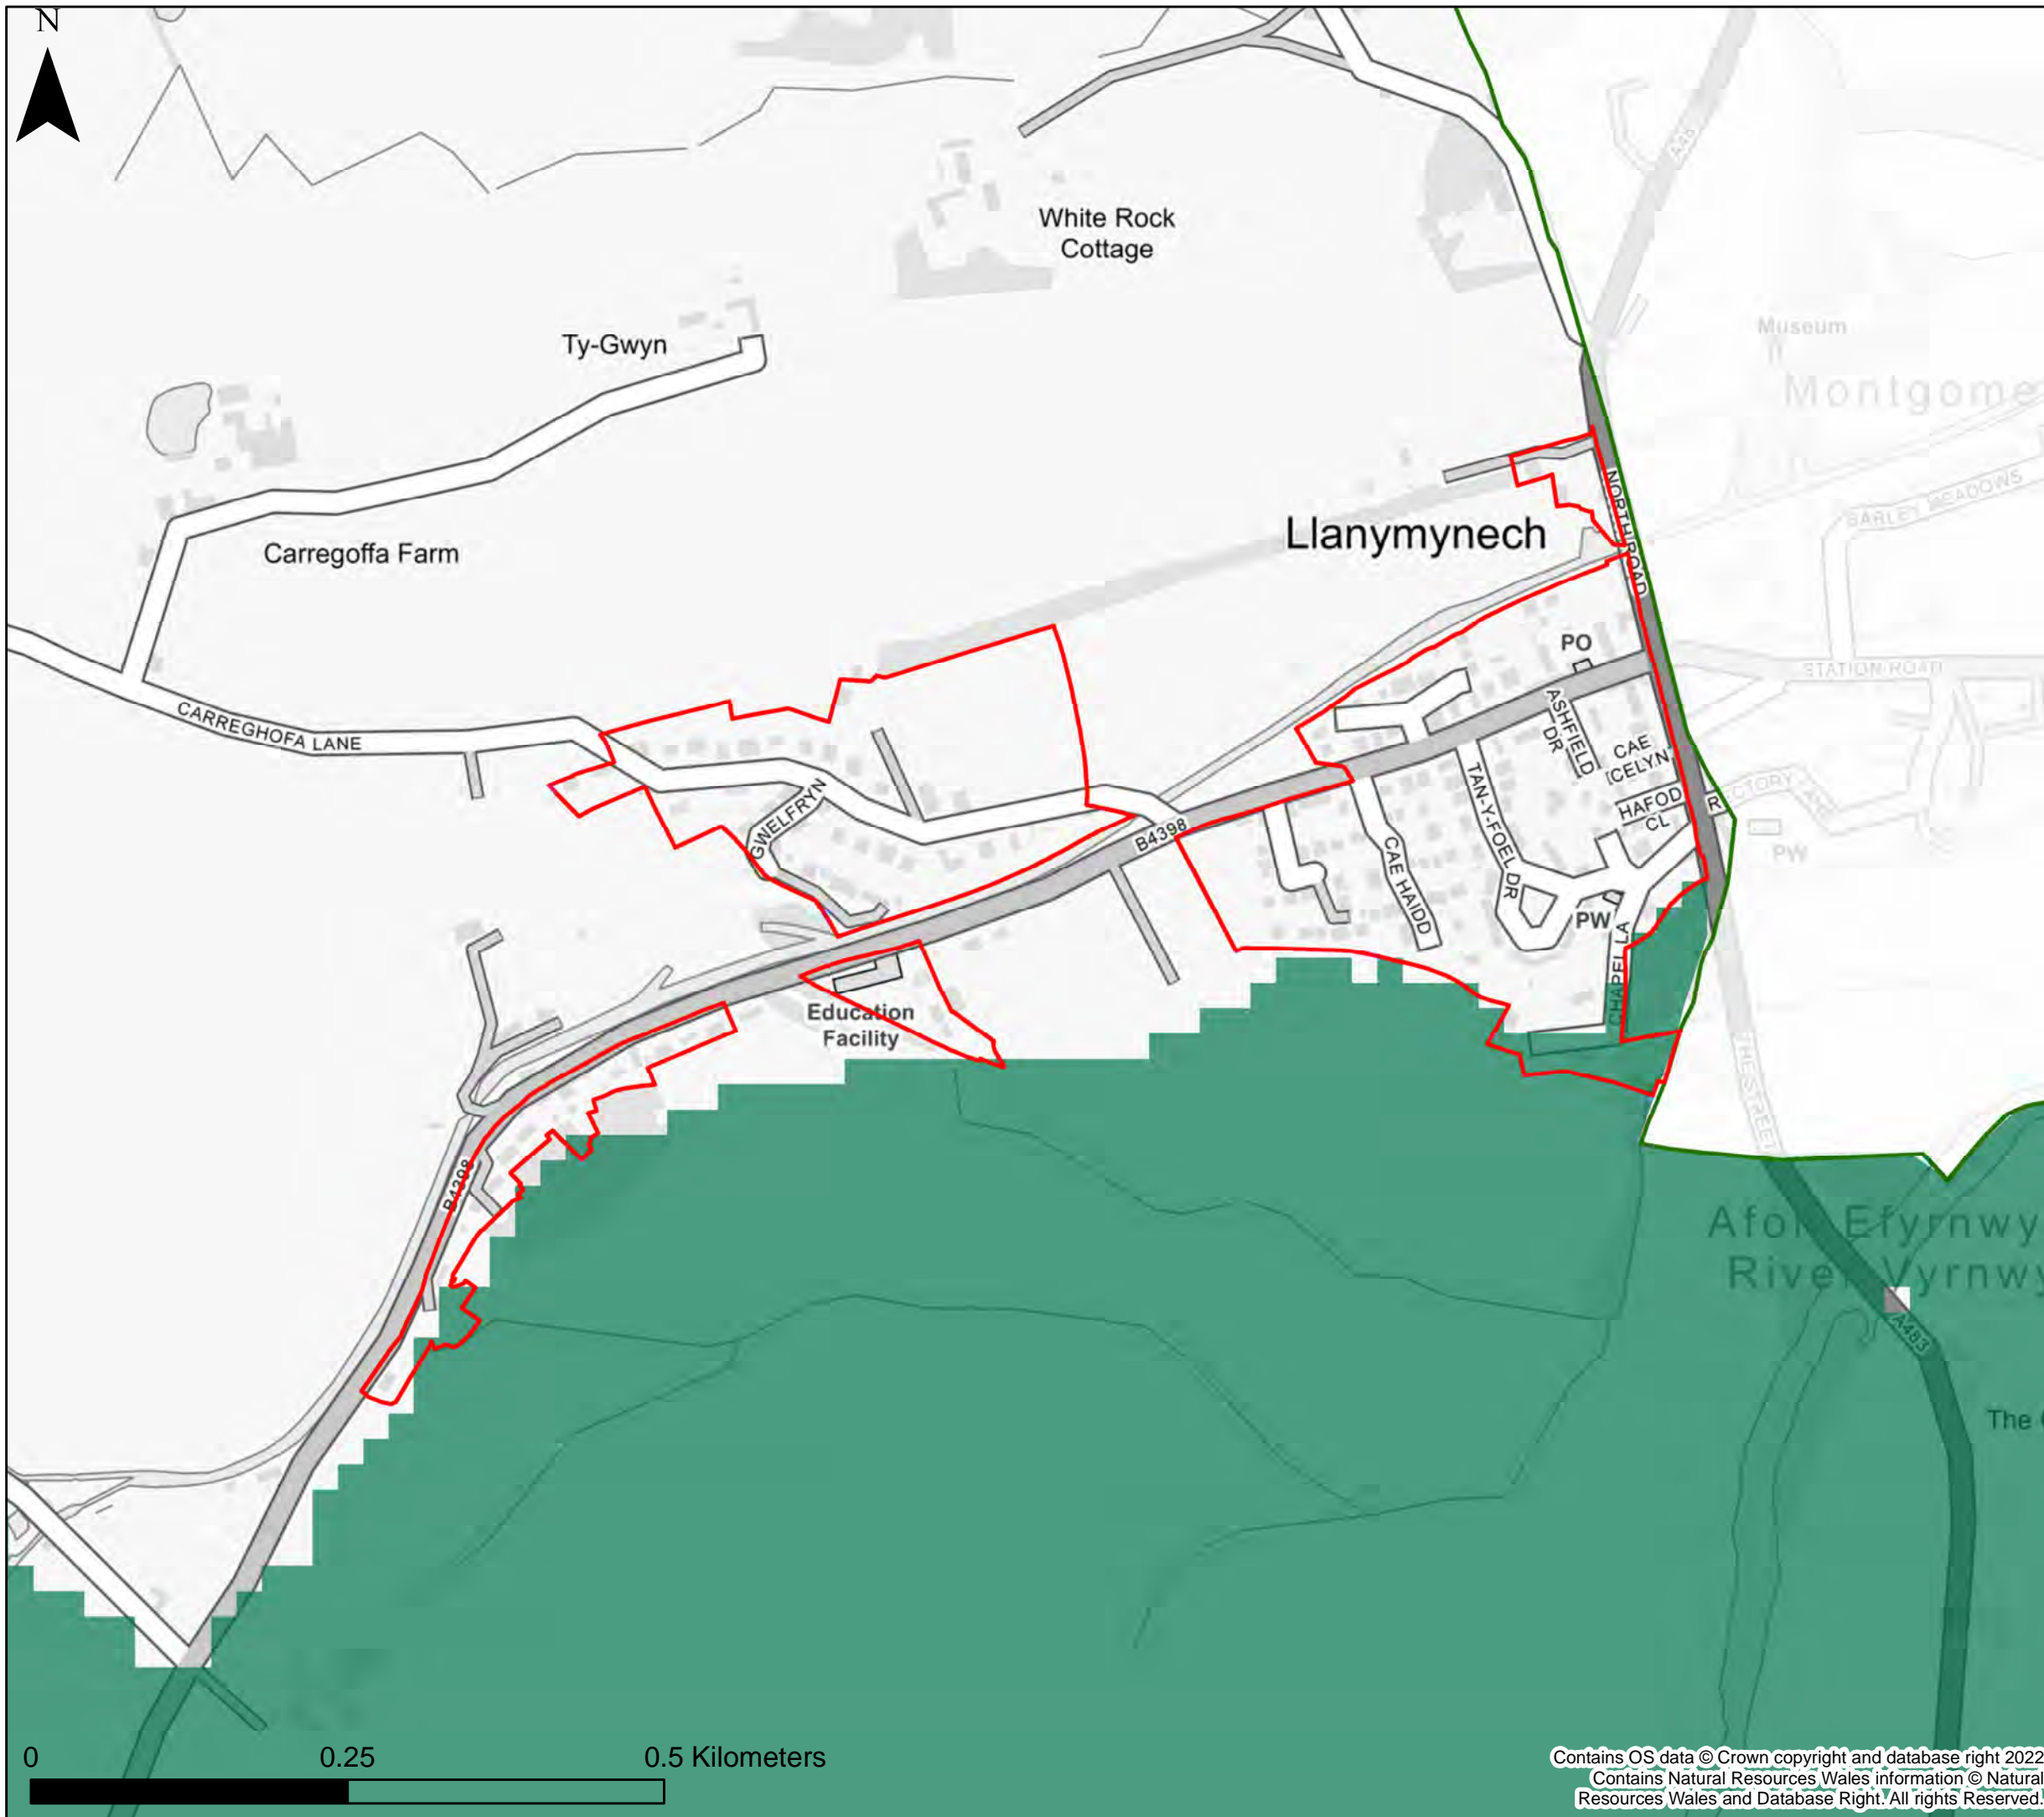 N
A48
White Rock
Cottage
Museum
Ty-Gwyn
Montgome
NORTH ROAD
BARLEY MEADOWS
Llanymynech
Carregoffa Farm
PO
STATION ROAD
CARREGHOFA LANE
ASHFIELD
DR
CAE
CELYN
TAN-Y-FOEL DR
HAFOD
CL
GWELFRYN
B4398
CAE HAIDD
PW
PW
CHAPEL LA
Education
Facility
THE STREET
B4398
Afon Efyrnwy
River Vyrnwy
A483
The
0 0.25 0.5 Kilometers
Contains OS data © Crown copyright and database right 2022
Contains Natural Resources Wales information © Natural
Resources Wales and Database Right. All rights Reserved.